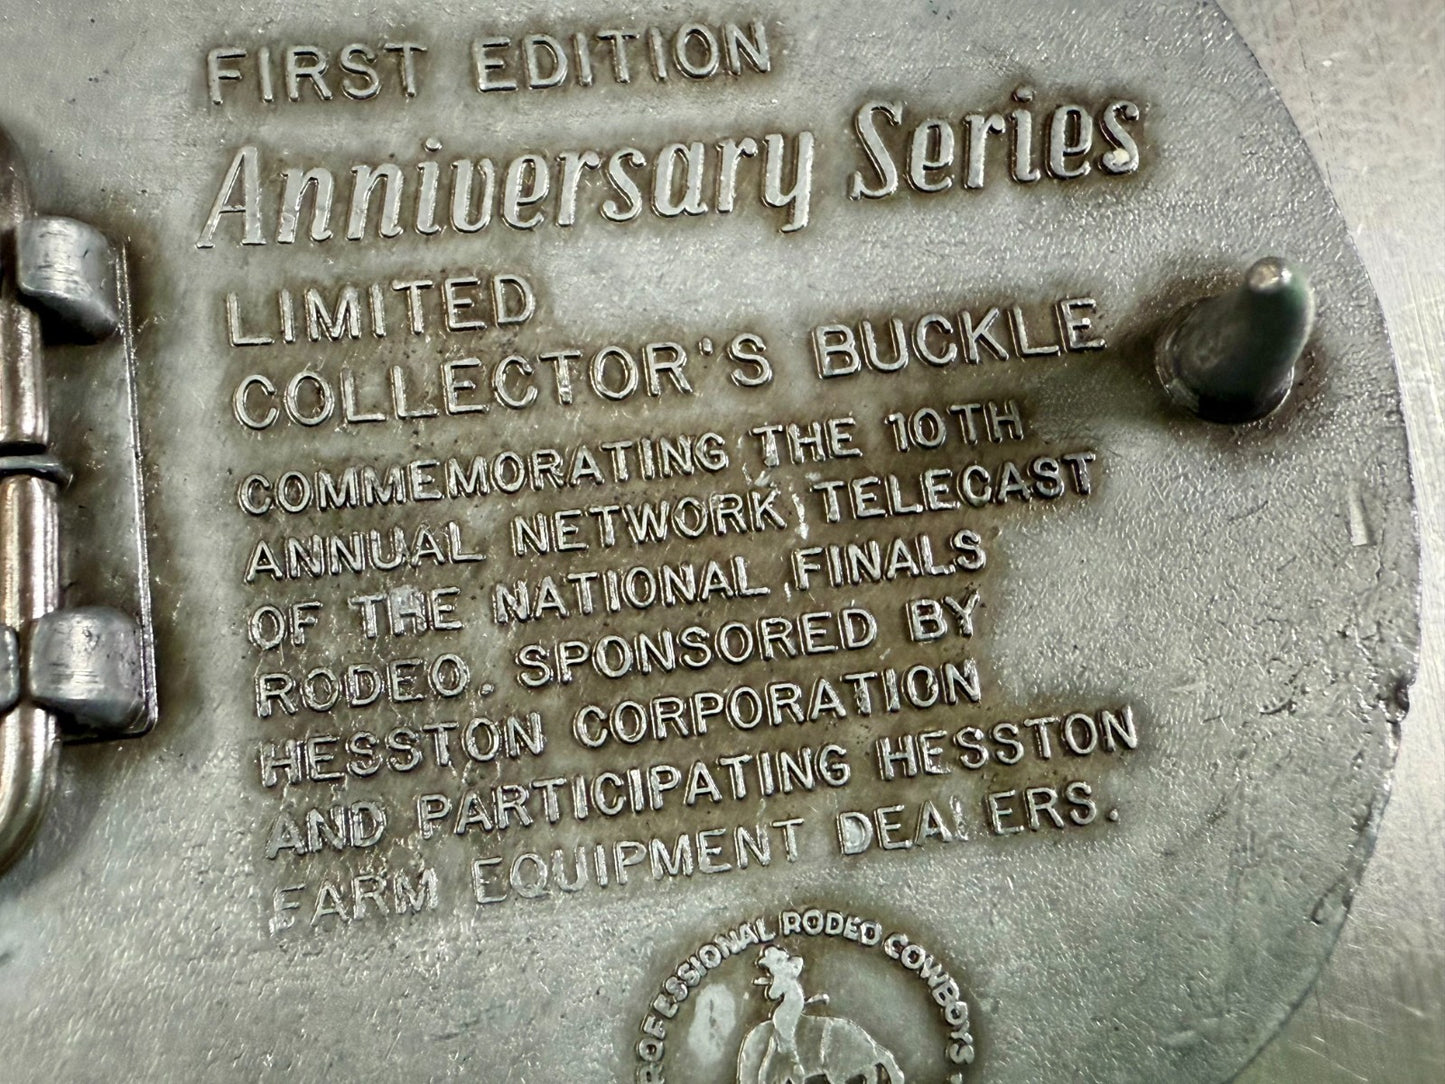 FIRST EDITION
Anniversary Series
LIMITED
COLLECTOR'S BUCKLE
COMMEMORATING THE 10TH
ANNUAL NETWORK TELECAST
OF THE NATIONAL FINALS
RODEO. SPONSORED BY
HESSTON CORPORATION
AND PARTICIPATING HESSTON
FARM EQUIPMENT DEALERS.
PROFESSIONAL RODEO COWBOYS